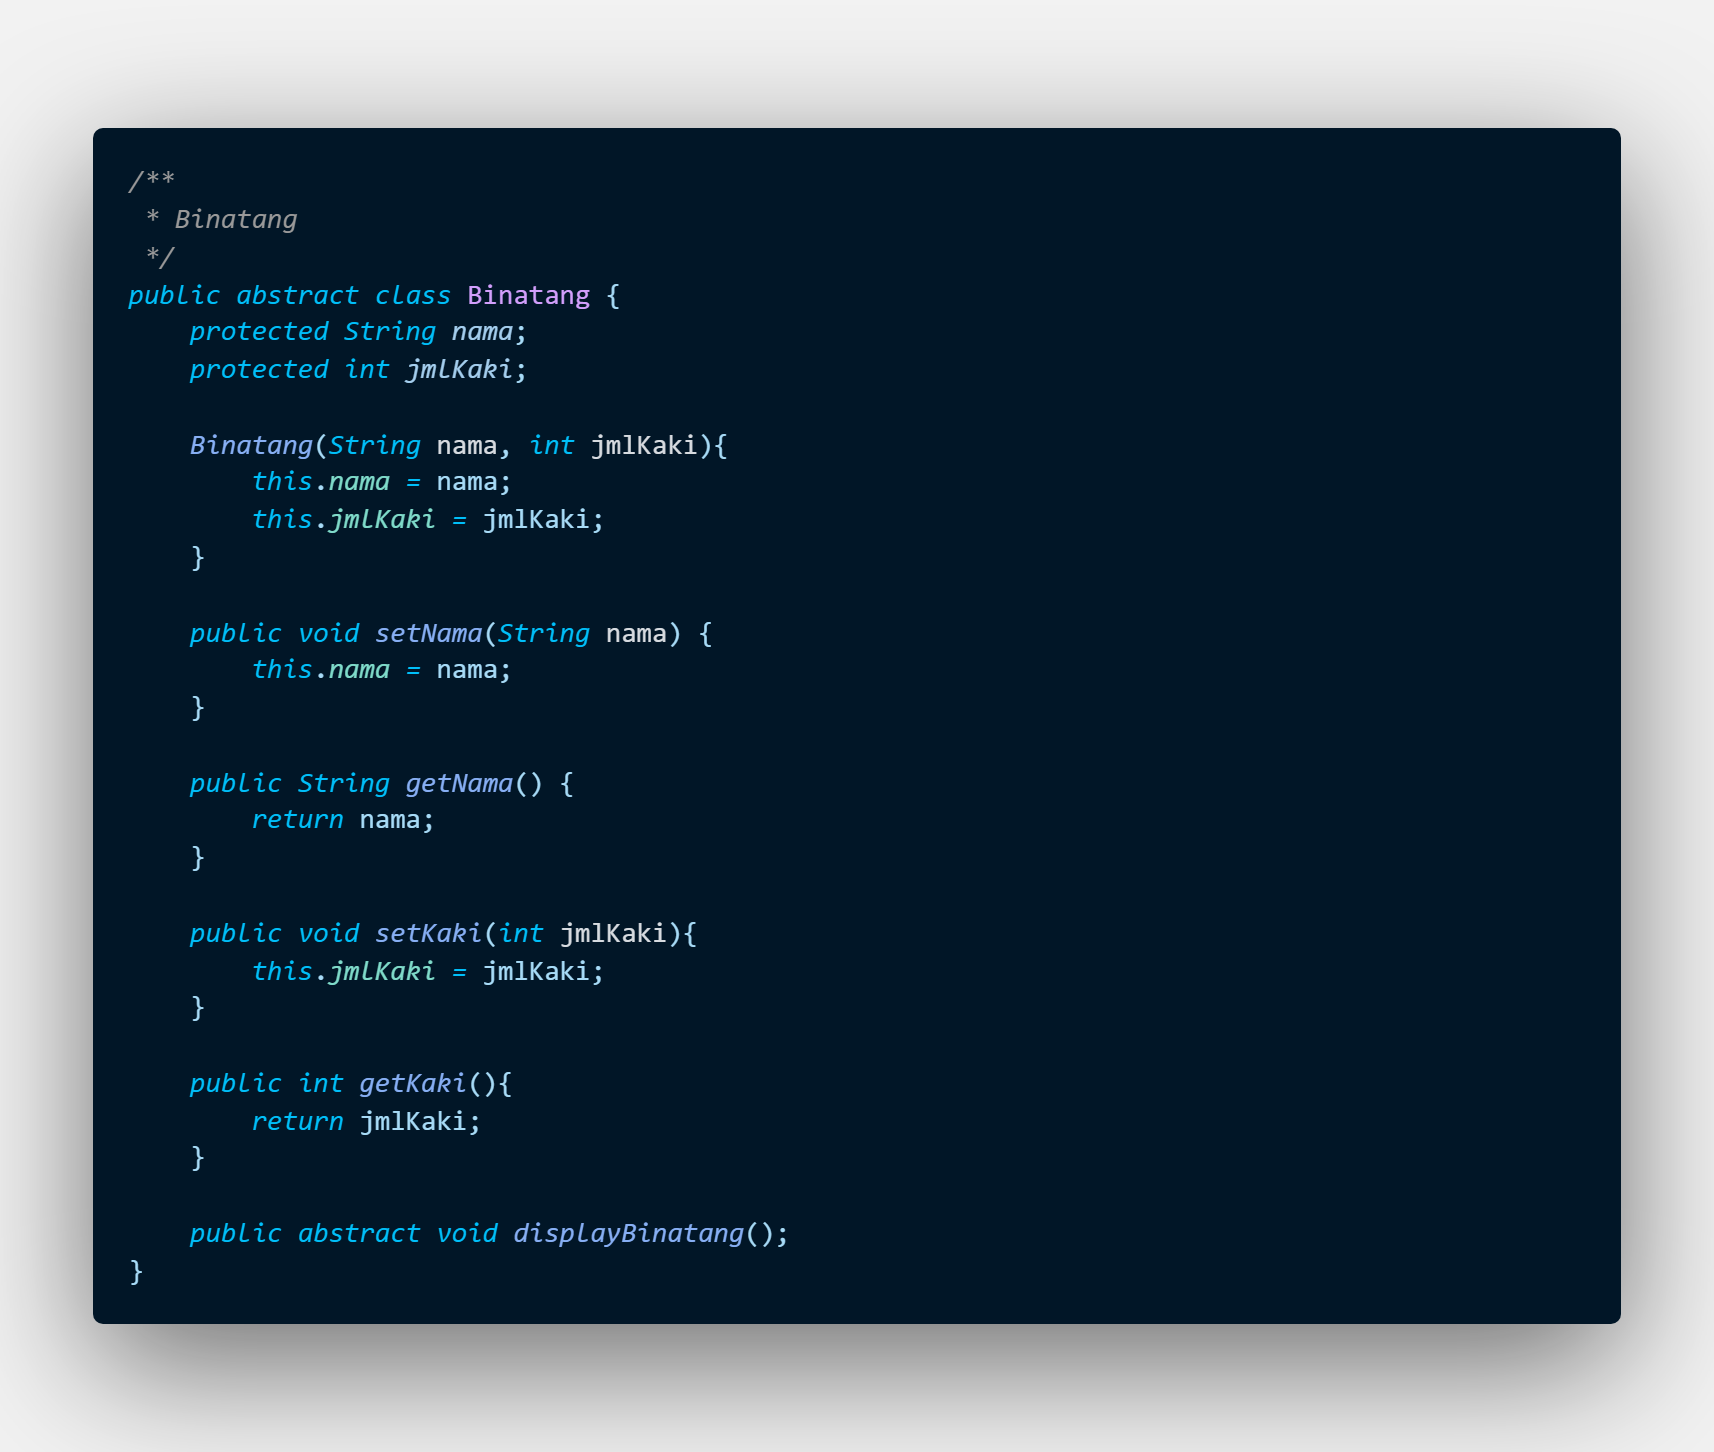 /**
 * Binatang
 */
public abstract class Binatang {
    protected String nama;
    protected int jmlKaki;

    Binatang(String nama, int jmlKaki){
        this.nama = nama;
        this.jmlKaki = jmlKaki;
    }

    public void setNama(String nama) {
        this.nama = nama;
    }

    public String getNama() {
        return nama;
    }

    public void setKaki(int jmlKaki){
        this.jmlKaki = jmlKaki;
    }

    public int getKaki(){
        return jmlKaki;
    }

    public abstract void displayBinatang();
}